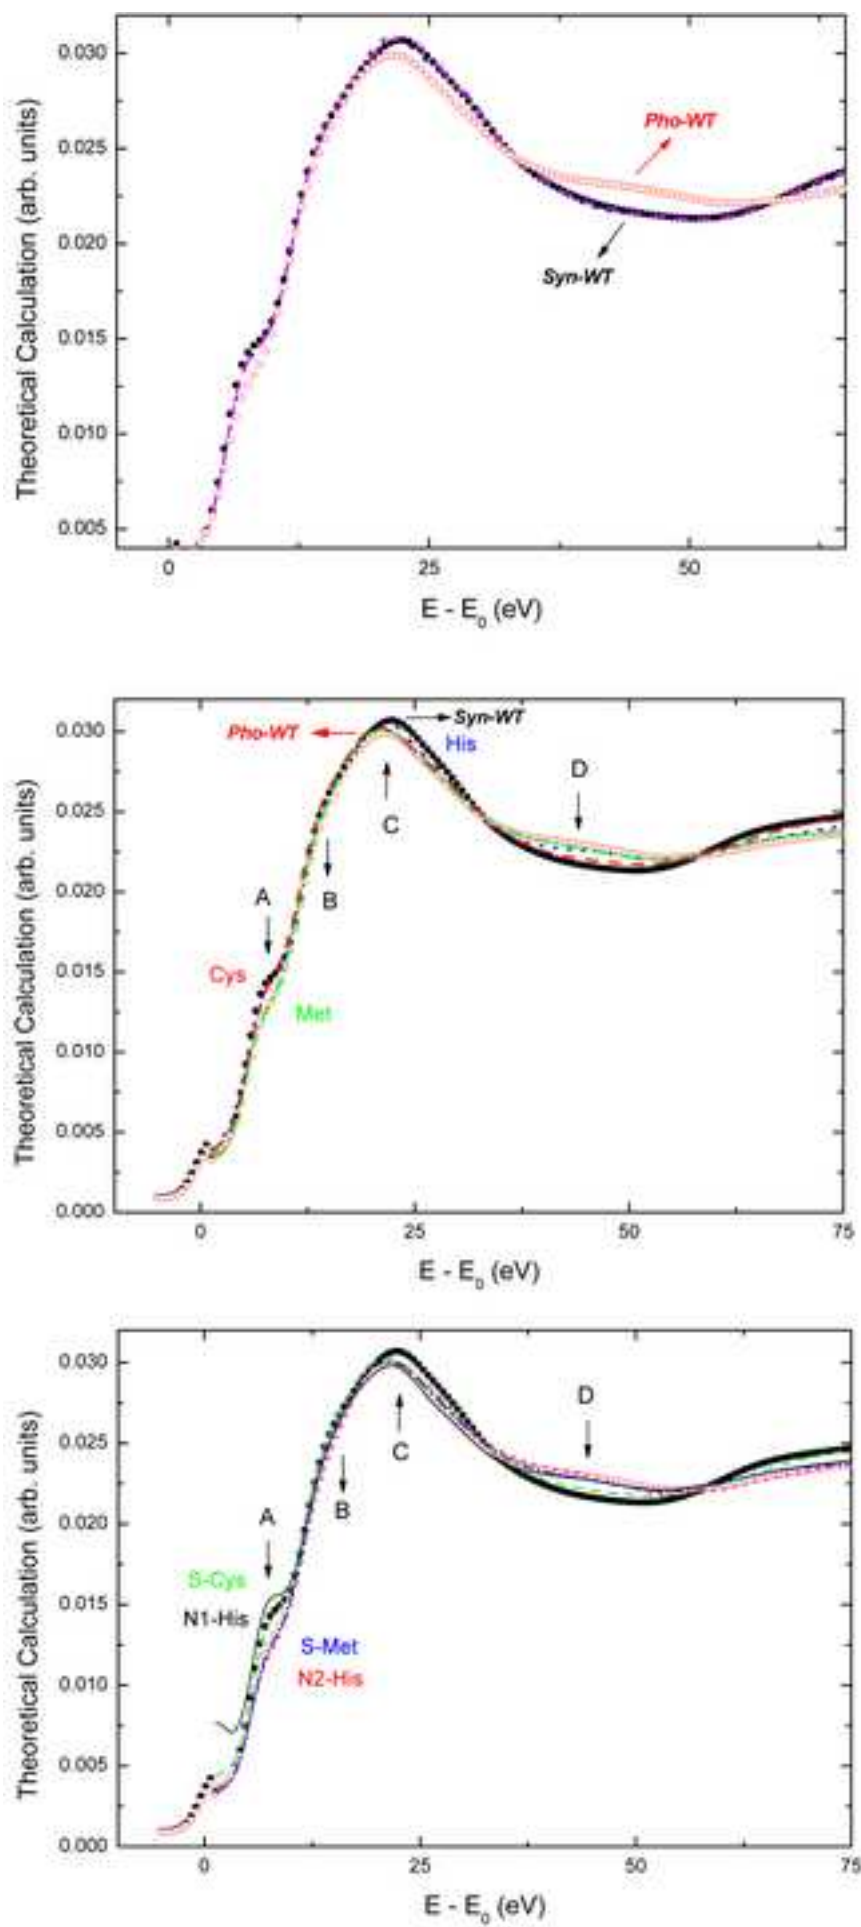 Theoretical Calculation (arb. units)
0.030
0.025
0.020
0.015
0.010
0.005
Pho-WT
Syn-WT
0
25
50
E - E0 (eV)
Theoretical Calculation (arb. units)
0.030
0.025
0.020
0.015
0.010
0.005
0.000
Pho-WT
Syn-WT
His
D
C
B
A
Cys
Met
0
25
50
75
E - E0 (eV)
Theoretical Calculation (arb. units)
0.030
0.025
0.020
0.015
0.010
0.005
0.000
D
C
B
A
S-Cys
N1-His
S-Met
N2-His
0
25
50
75
E - E0 (eV)